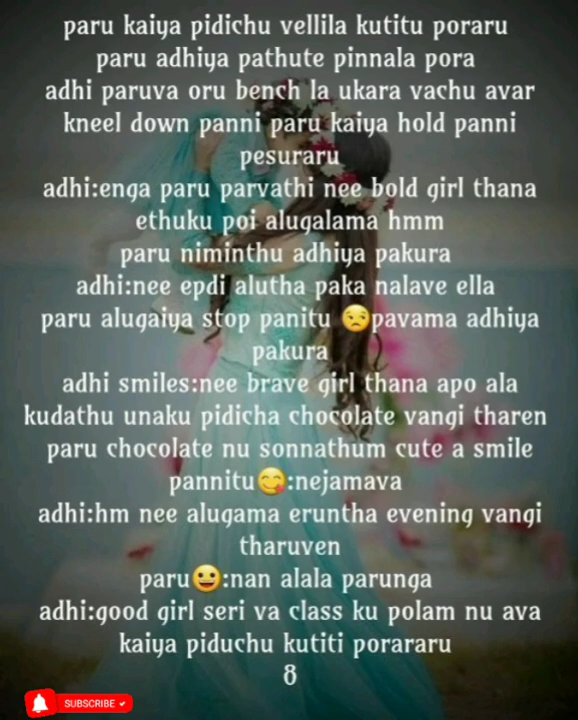 paru kaiya pidichu vellila kutitu poraru
paru adhiya pathute pinnala pora
adhi paruva oru bench la ukara vachu avar
kneel down panni paru kaiya hold panni
pesuraru
adhi:enga paru parvathi nee bold girl thana
ethuku poi alugalama hmm
paru niminthu adhiya pakura
adhi:nee epdi alutha paka nalave ella
paru alugaiya stop panitu 😒pavama adhiya
pakura
adhi smiles:nee brave girl thana apo ala
kudathu unaku pidicha chocolate vangi tharen
paru chocolate nu sonnathum cute a smile
pannitu😋:nejamava
adhi:hm nee alugama eruntha evening vangi
tharuven
paru😀:nan alala parunga
adhi:good girl seri va class ku polam nu ava
kaiya piduchu kutiti porararu
8
SUBSCRIBE